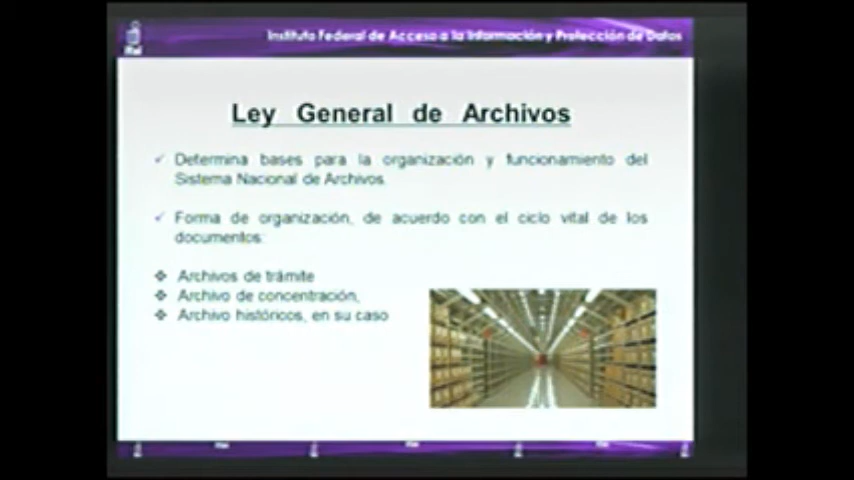 Instituto Federal de Acceso a la Información y Protección de Datos
ifai
Ley General de Archivos
✓ Determina bases para la organización y funcionamiento del
Sistema Nacional de Archivos.
✓ Forma de organización, de acuerdo con el ciclo vital de los
documentos:
❖ Archivos de trámite
❖ Archivo de concentración,
❖ Archivo históricos, en su caso